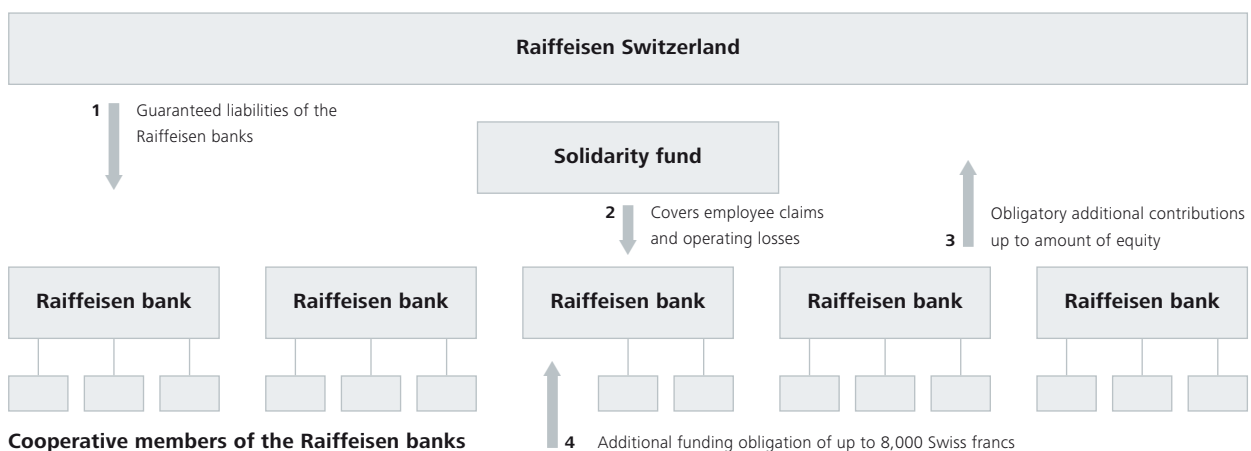 Raiffeisen Switzerland
1 Guaranteed liabilities of the
Raiffeisen banks
Solidarity fund
2 Covers employee claims
and operating losses
Obligatory additional contributions
3 up to amount of equity
Raiffeisen bank
Raiffeisen bank
Raiffeisen bank
Raiffeisen bank
Raiffeisen bank
Cooperative members of the Raiffeisen banks
4 Additional funding obligation of up to 8,000 Swiss francs